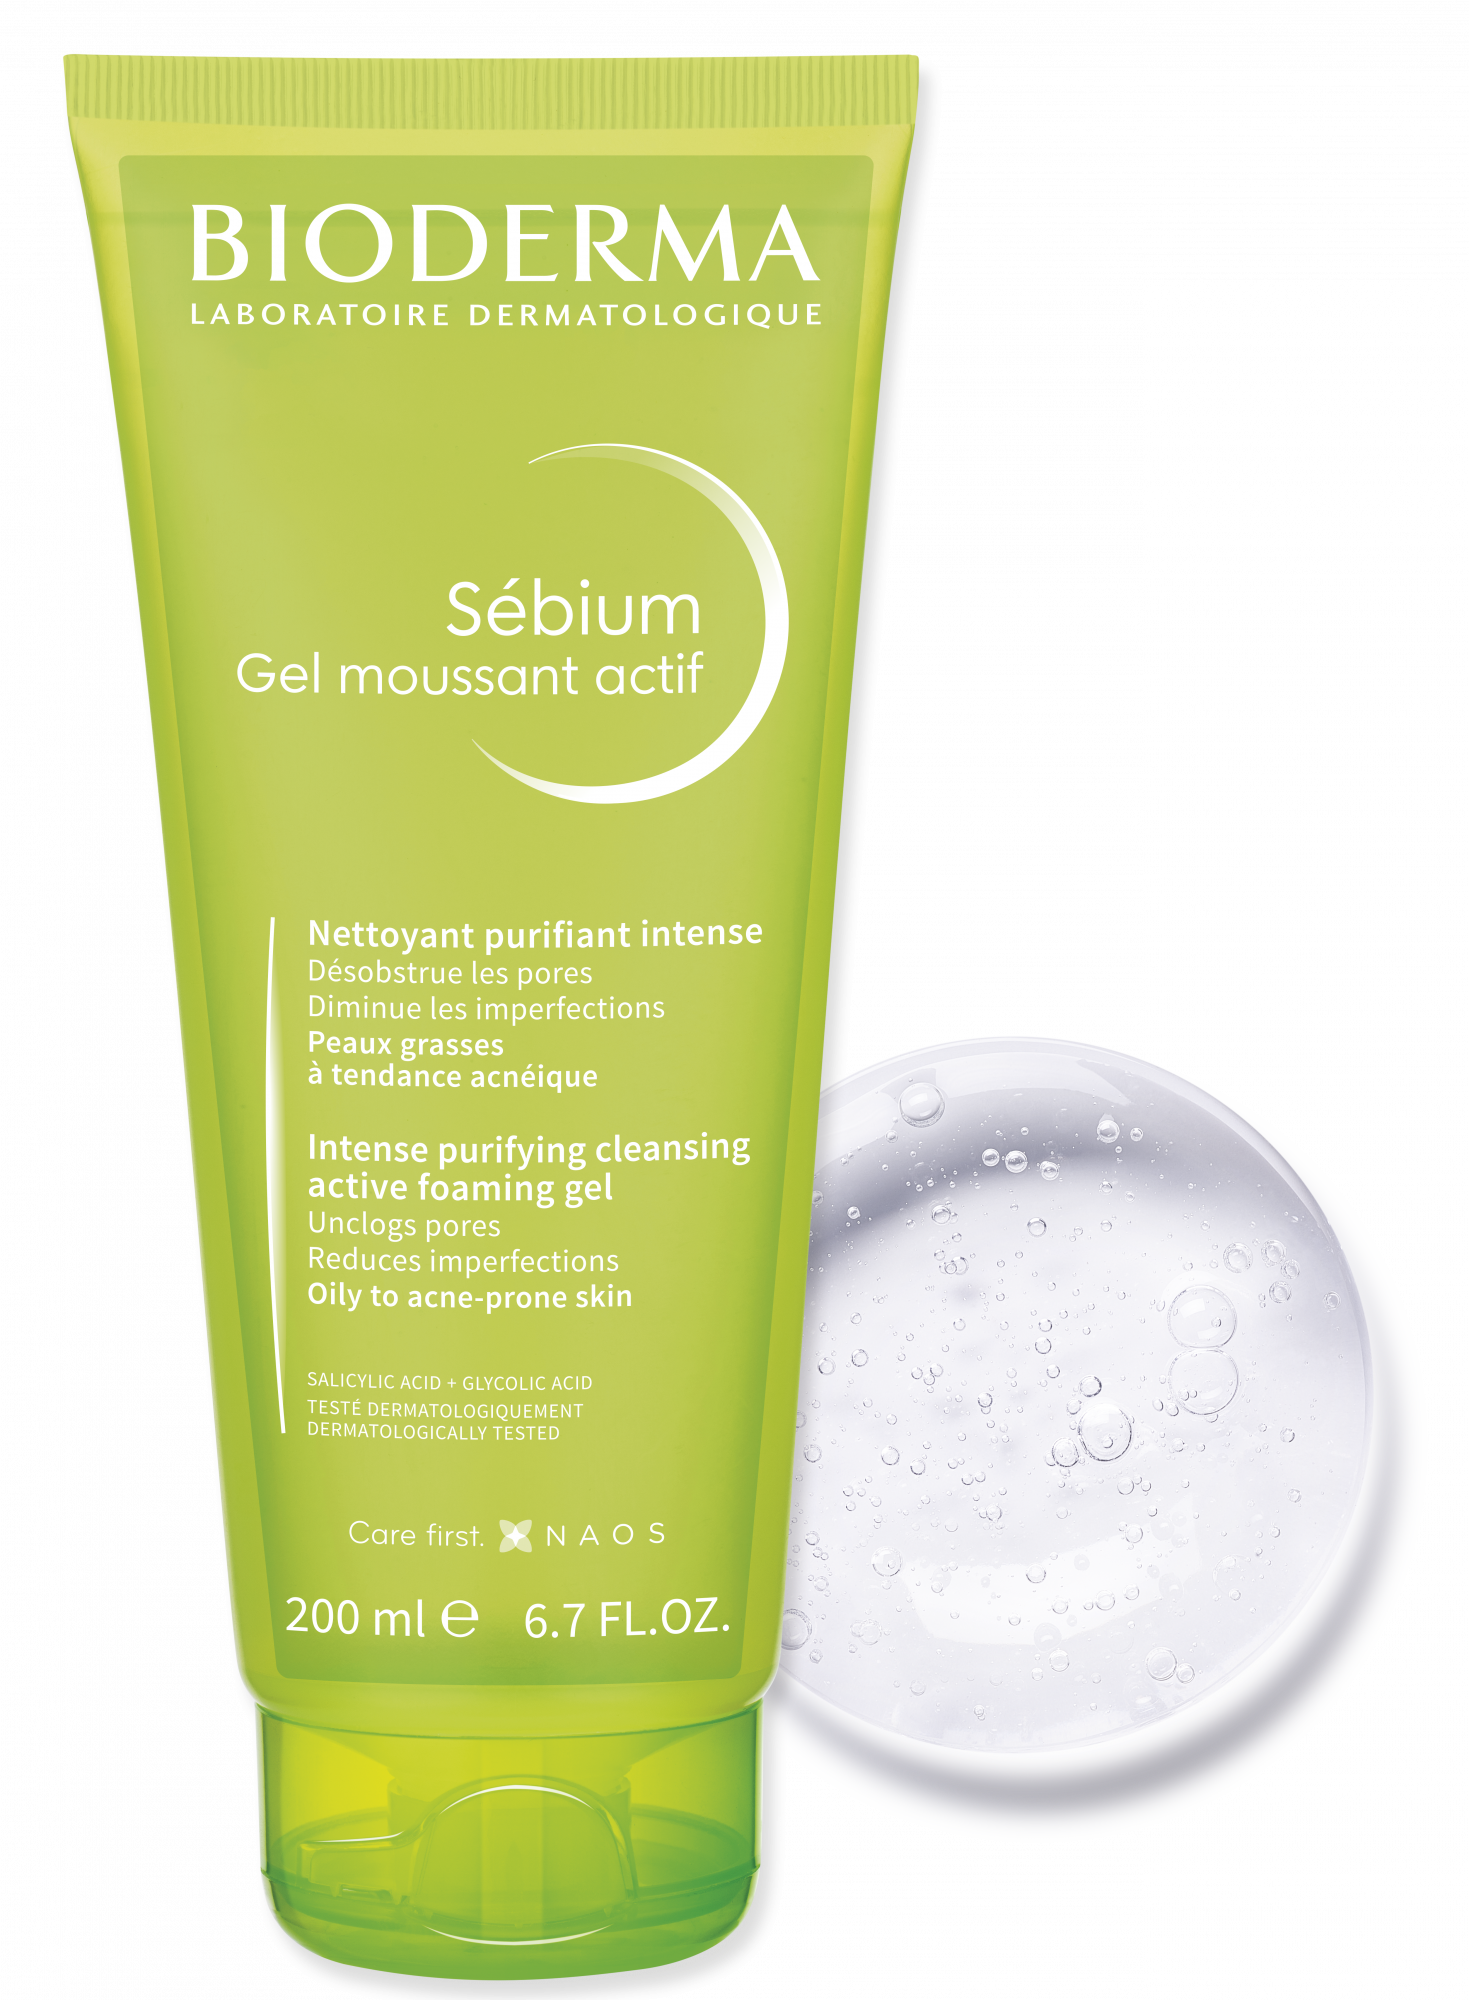 BIODERMA
LABORATOIRE DERMATOLOGIQUE
Sébium
Gel moussant actif
Nettoyant purifiant intense
Désobstrue les pores
Diminue les imperfections
Peaux grasses
à tendance acnéique
Intense purifying cleansing
active foaming gel
Unclogs pores
Reduces imperfections
Oily to acne-prone skin
SALICYLIC ACID + GLYCOLIC ACID
TESTÉ DERMATOLOGIQUEMENT
DERMATOLOGICALLY TESTED
Care first. NAOS
200 ml ℮ 6.7 FL.OZ.